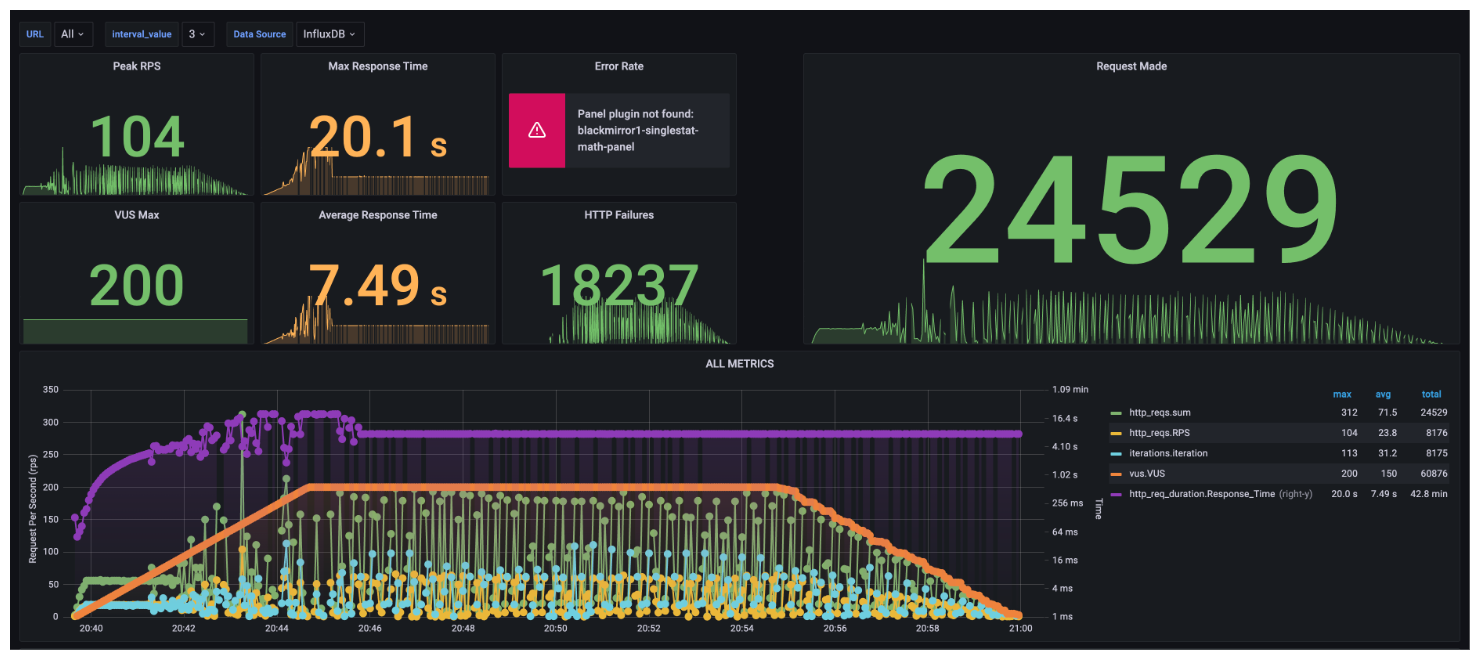 URL All interval_value 3 Data Source InfluxDB
Peak RPS
104
Max Response Time
20.1 s
Error Rate
Panel plugin not found:
blackmirror1-singlestat-
math-panel
Request Made
24529
VUS Max
200
Average Response Time
7.49 s
HTTP Failures
18237
ALL METRICS
Request Per Second (rps)
350
300
250
200
150
100
50
0
1.09 min
16.4 s
4.10 s
1.02 s
256 ms
64 ms
16 ms
4 ms
1 ms
Time
20:40 20:42 20:44 20:46 20:48 20:50 20:52 20:54 20:56 20:58 21:00
max avg total
http_reqs.sum 312 71.5 24529
http_reqs.RPS 104 23.8 8176
iterations.iteration 113 31.2 8175
vus.VUS 200 150 60876
http_req_duration.Response_Time (right-y) 20.0 s 7.49 s 42.8 min